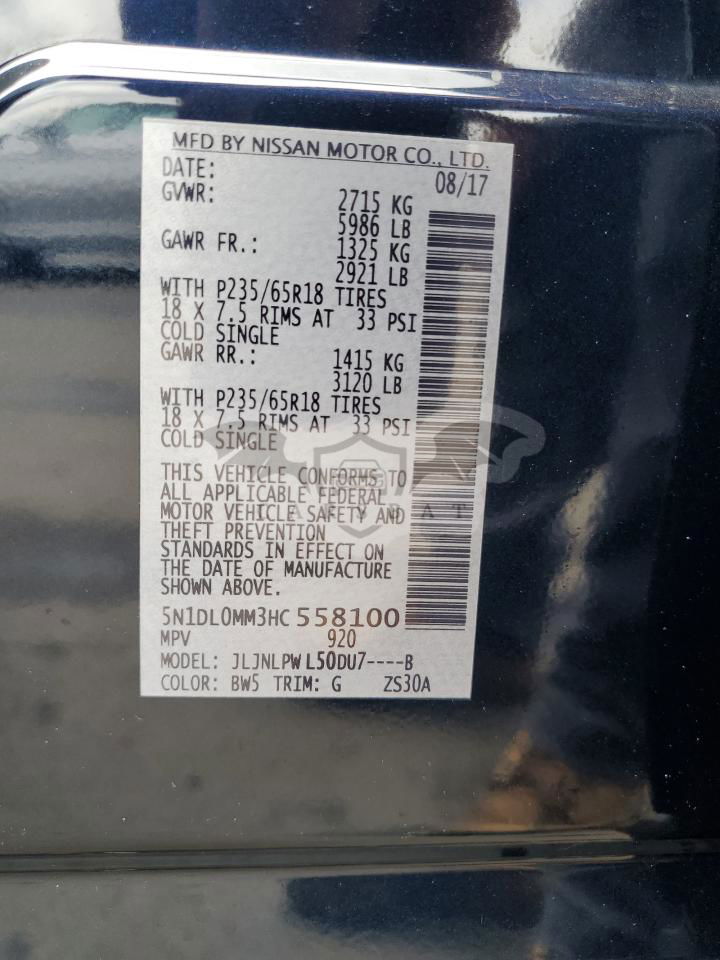 MFD BY NISSAN MOTOR CO., LTD.
DATE: 08/17
GVWR: 2715 KG
5986 LB
GAWR FR.: 1325 KG
2921 LB
WITH P235/65R18 TIRES
18 X 7.5 RIMS AT 33 PSI
COLD SINGLE
GAWR RR.: 1415 KG
3120 LB
WITH P235/65R18 TIRES
18 X 7.5 RIMS AT 33 PSI
COLD SINGLE
THIS VEHICLE CONFORMS TO
ALL APPLICABLE FEDERAL
MOTOR VEHICLE SAFETY AND
THEFT PREVENTION
STANDARDS IN EFFECT ON
THE DATE OF MANUFACTURE
SHOWN ABOVE.
5N1DL0MM3HC 558100
MPV 920
MODEL: JLJNLPW L50DU7----B
COLOR: BW5 TRIM: G ZS30A